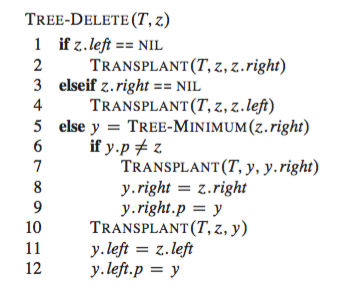 TREE-DELETE(T, z)
1 if z.left == NIL
2 TRANSPLANT(T, z, z.right)
3 elseif z.right == NIL
4 TRANSPLANT(T, z, z.left)
5 else y = TREE-MINIMUM(z.right)
6 if y.p ≠ z
7 TRANSPLANT(T, y, y.right)
8 y.right = z.right
9 y.right.p = y
10 TRANSPLANT(T, z, y)
11 y.left = z.left
12 y.left.p = y